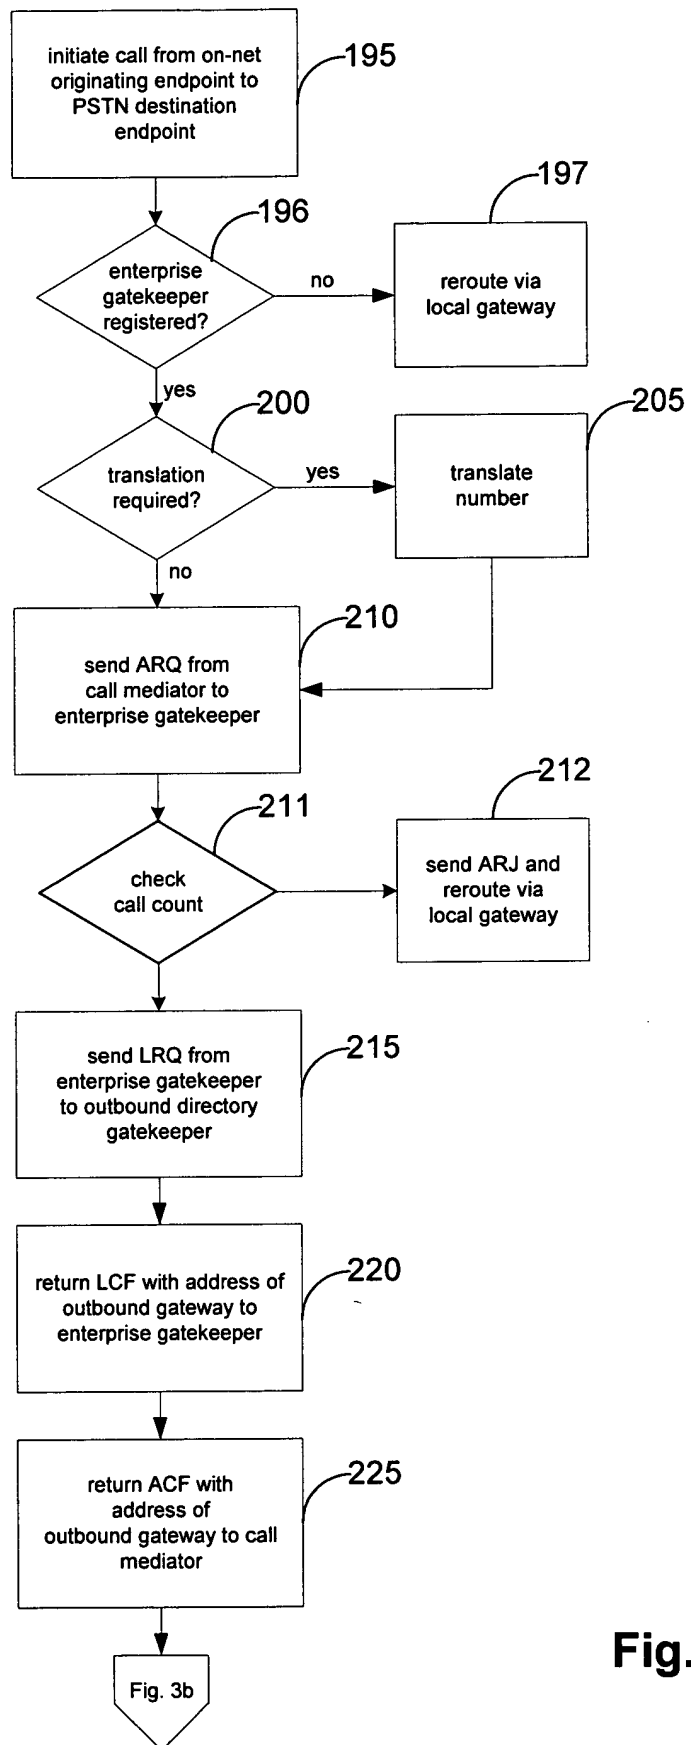 initiate call from on-net
originating endpoint to
PSTN destination
endpoint
195
196
197
enterprise
gatekeeper
registered?
no
reroute via
local gateway
yes
200
205
translation
required?
yes
translate
number
no
210
send ARQ from
call mediator to
enterprise gatekeeper
211
212
check
call count
send ARJ and
reroute via
local gateway
send LRQ from
enterprise gatekeeper
to outbound directory
gatekeeper
215
return LCF with address of
outbound gateway to
enterprise gatekeeper
220
return ACF with
address of
outbound gateway to call
mediator
225
Fig. 3b
Fig.